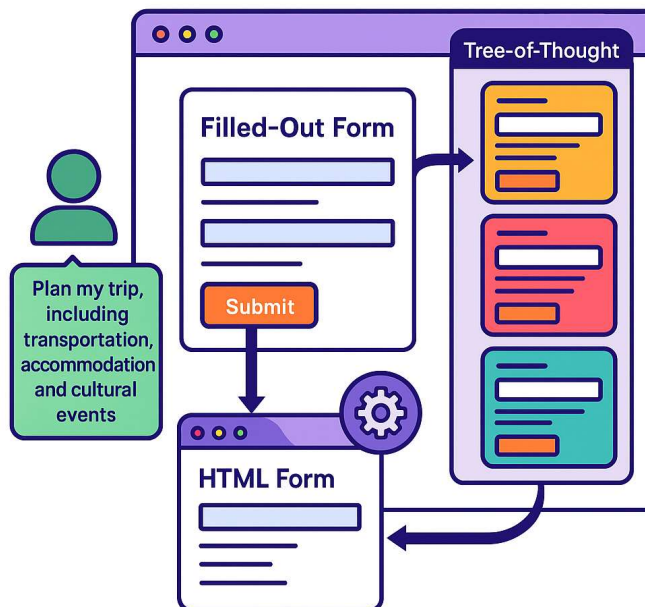 Tree-of-Thought
Filled-Out Form
Submit
Plan my trip,
including
transportation,
accommodation
and cultural
events
HTML Form